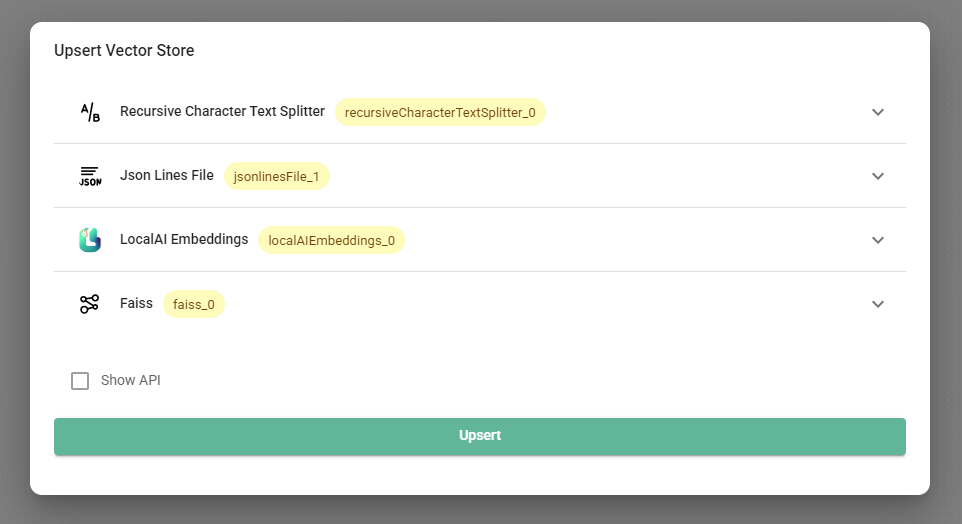 Upsert Vector Store
A/B Recursive Character Text Splitter recursiveCharacterTextSplitter_0
JSON Json Lines File jsonlinesFile_1
LocalAI Embeddings localAIEmbeddings_0
Faiss faiss_0
Show API
Upsert